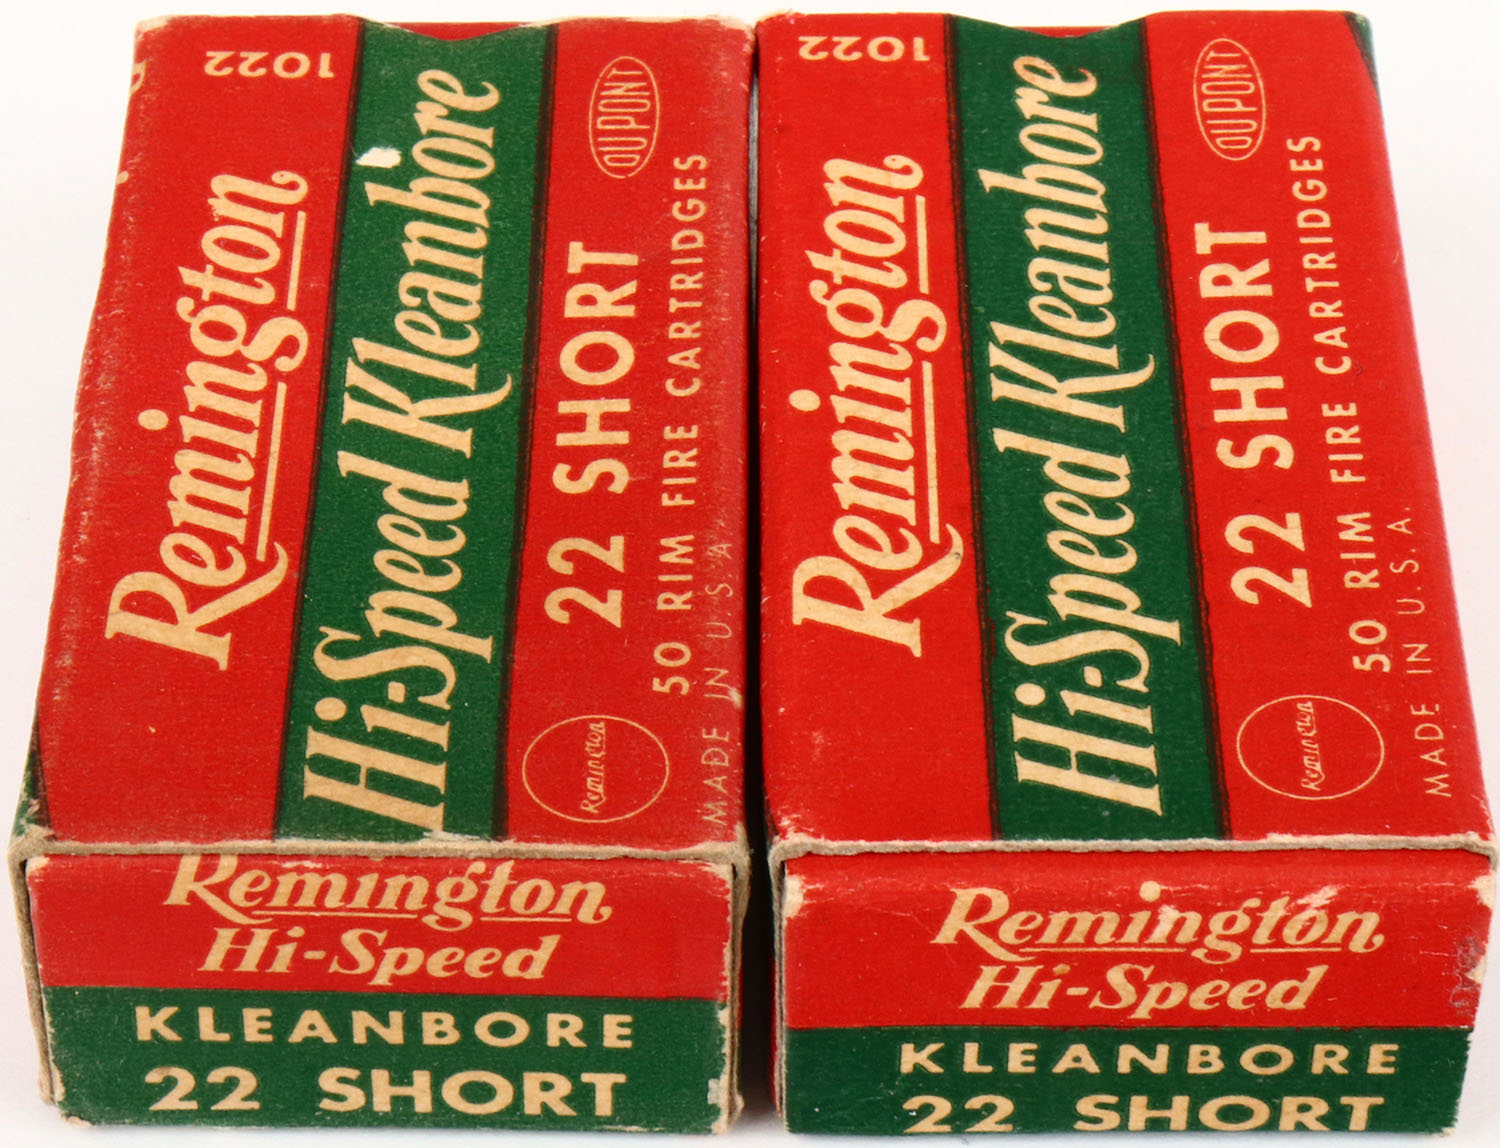 1022
Remington
Hi-Speed Kleanbore
DUPONT
22 SHORT
50 RIM FIRE CARTRIDGES
MADE IN U.S.A.
Remington
Remington
Hi-Speed
KLEANBORE
22 SHORT
1022
Remington
Hi-Speed Kleanbore
DUPONT
22 SHORT
50 RIM FIRE CARTRIDGES
MADE IN U.S.A.
Remington
Remington
Hi-Speed
KLEANBORE
22 SHORT